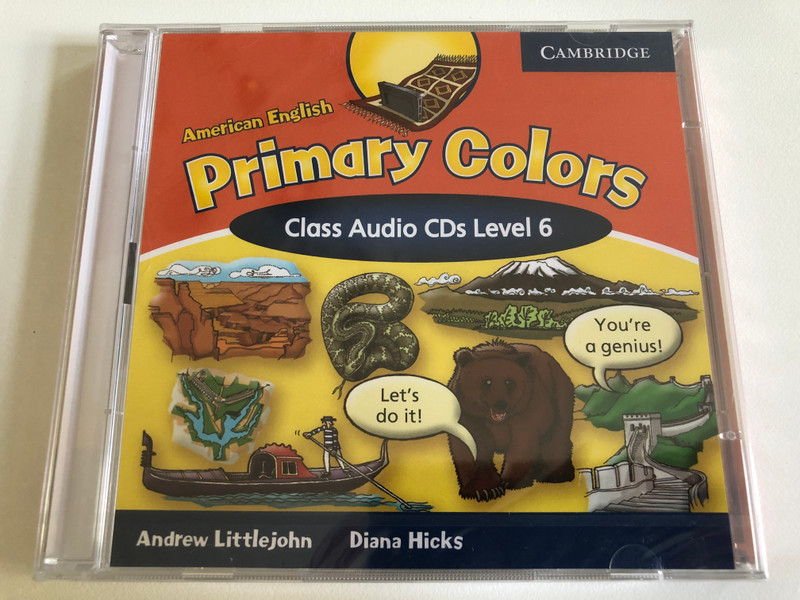 CAMBRIDGE
American English
Primary Colors
Class Audio CDs Level 6
You're
a genius!
Let's
do it!
Andrew Littlejohn Diana Hicks